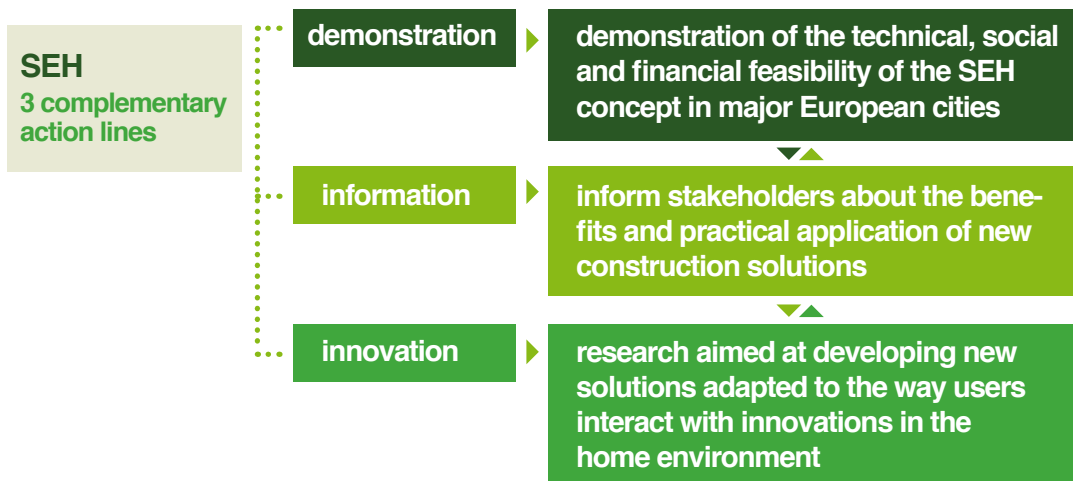 SEH
3 complementary
action lines
demonstration
demonstration of the technical, social
and financial feasibility of the SEH
concept in major European cities
information
inform stakeholders about the bene-
fits and practical application of new
construction solutions
innovation
research aimed at developing new
solutions adapted to the way users
interact with innovations in the
home environment